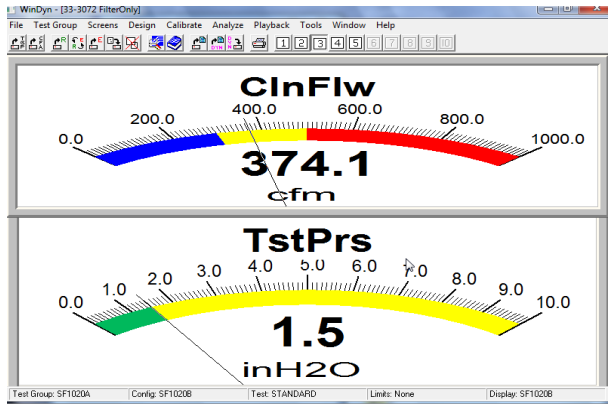 WinDyn - [33-3072 FilterOnly]
File Test Group Screens Design Calibrate Analyze Playback Tools Window Help
1 2 3 4 5 6 7 8 9 10
ClnFlw
0.0 200.0 400.0 600.0 800.0 1000.0
374.1
cfm
TstPrs
0.0 1.0 2.0 3.0 4.0 5.0 6.0 7.0 8.0 9.0 10.0
1.5
inH2O
Test Group: SF1020A Config: SF1020B Test: STANDARD Limits: None Display: SF1020B